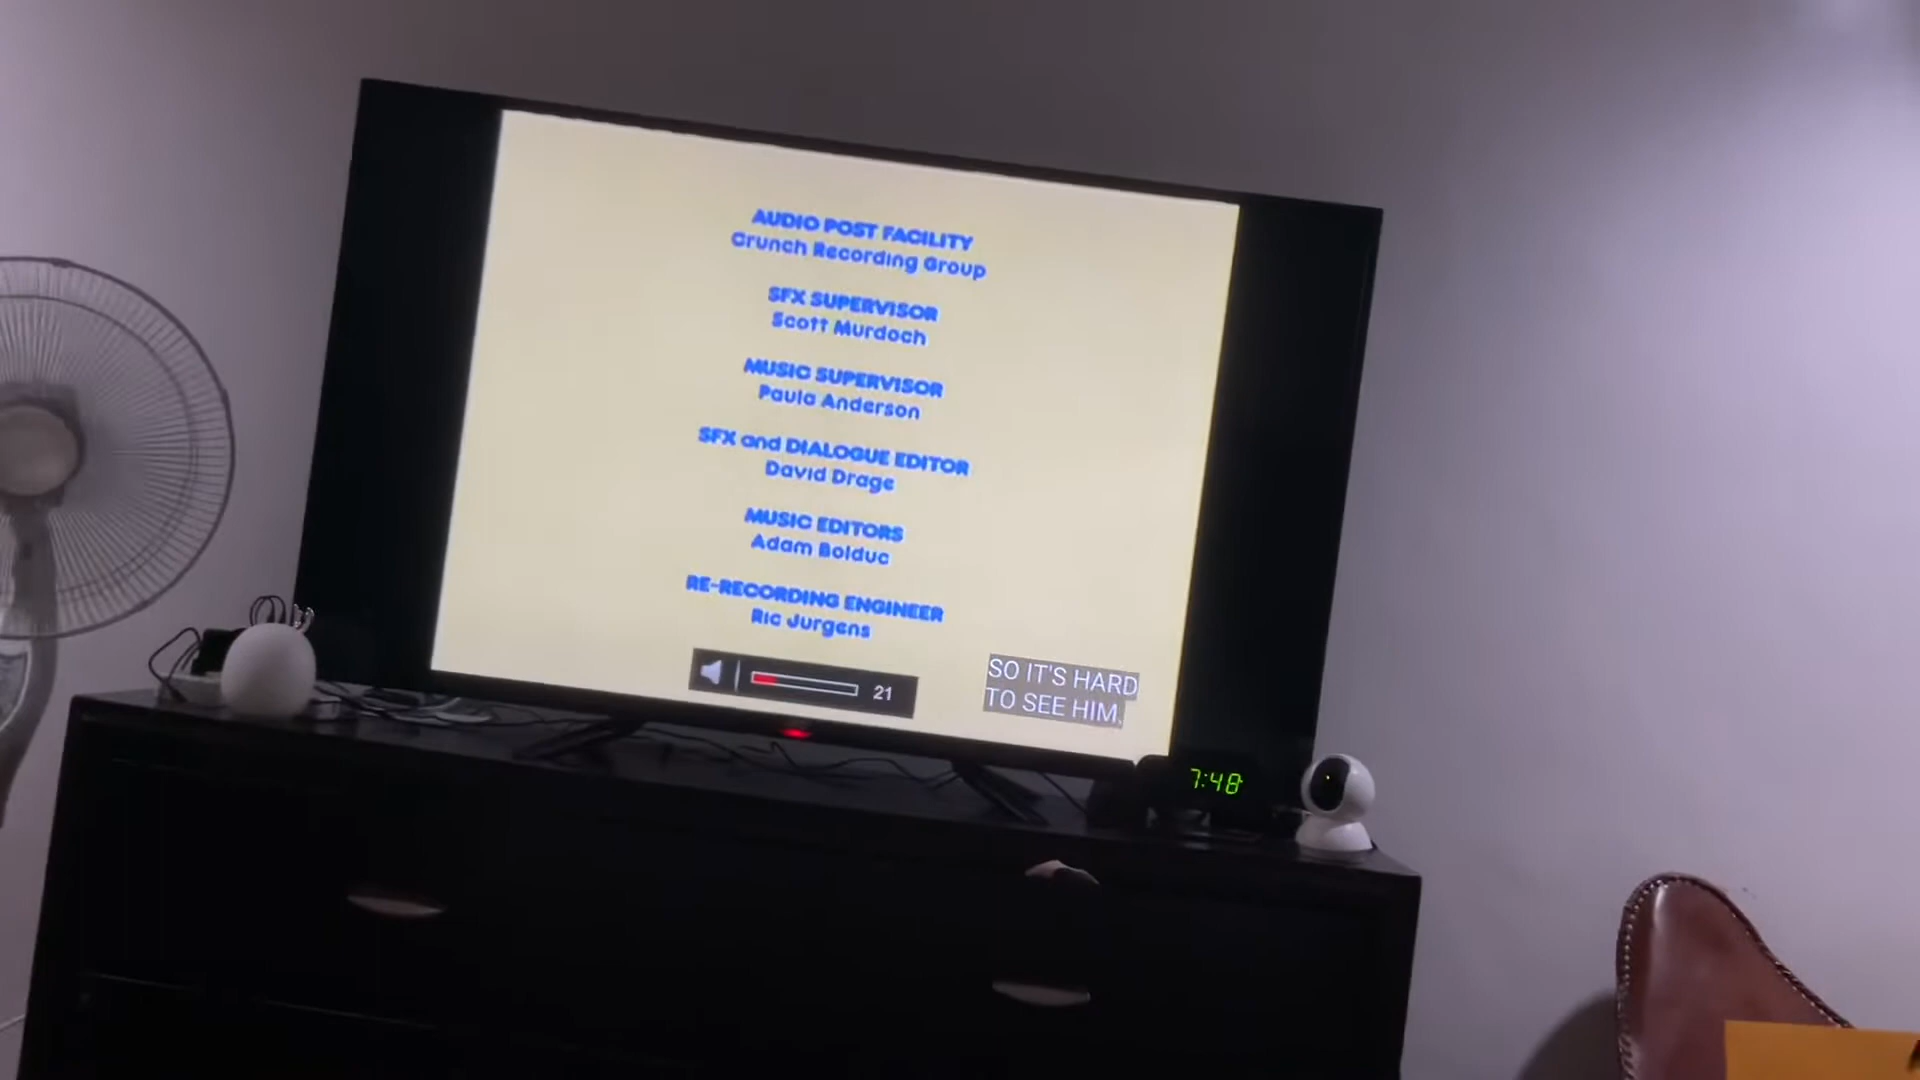 AUDIO POST FACILITY
Crunch Recording Group
SFX SUPERVISOR
Scott Murdoch
MUSIC SUPERVISOR
Paula Anderson
SFX and DIALOGUE EDITOR
David Drage
MUSIC EDITORS
Adam Bolduc
RE-RECORDING ENGINEER
Ric Jurgens
21
SO IT'S HARD
TO SEE HIM.
7:48